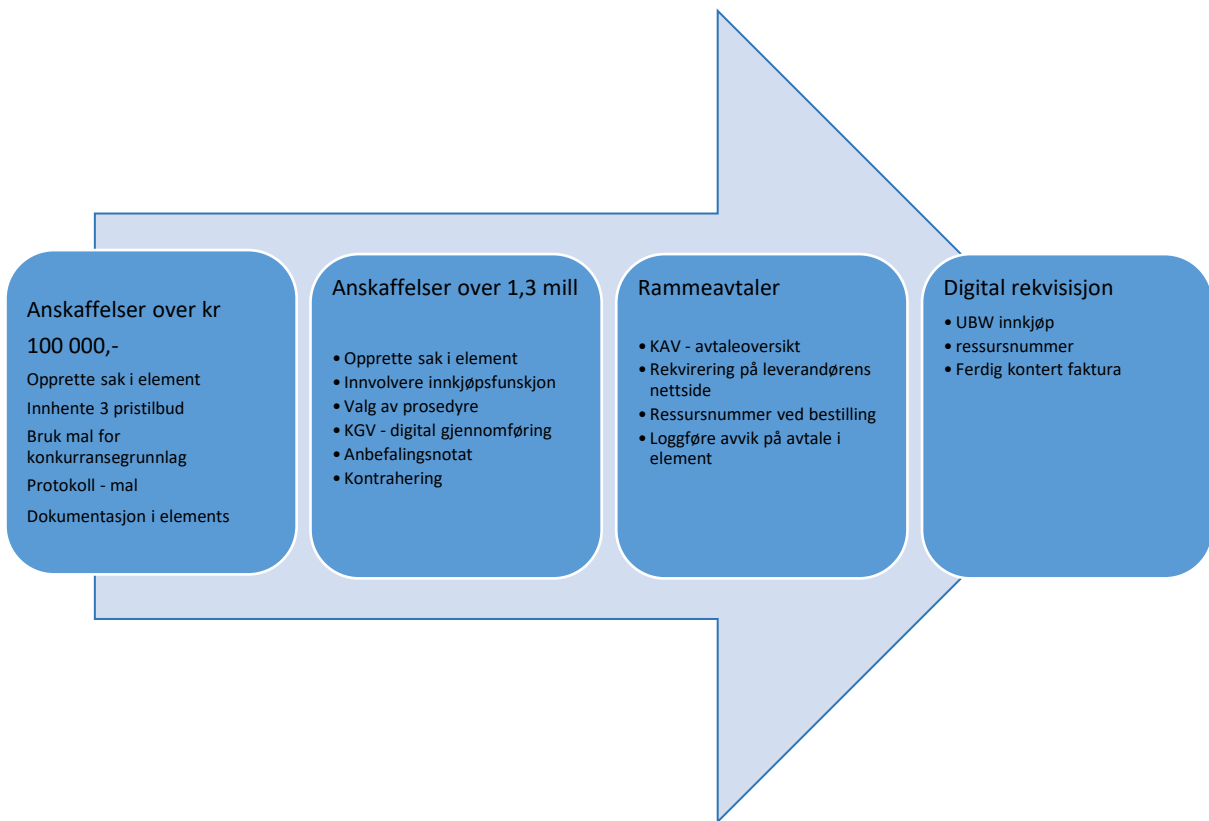 Anskaffelser over kr
100 000,-
Opprette sak i element
Innhente 3 pristilbud
Bruk mal for
konkurransegrunnlag
Protokoll - mal
Dokumentasjon i elements
Anskaffelser over 1,3 mill
• Opprette sak i element
• Innvolvere innkjøpsfunskjon
• Valg av prosedyre
• KGV - digital gjennomføring
• Anbefalingsnotat
• Kontrahering
Rammeavtaler
• KAV - avtaleoversikt
• Rekvirering på leverandørens
nettside
• Ressursnummer ved bestilling
• Loggføre avvik på avtale i
element
Digital rekvisisjon
• UBW innkjøp
• ressursnummer
• Ferdig kontert faktura